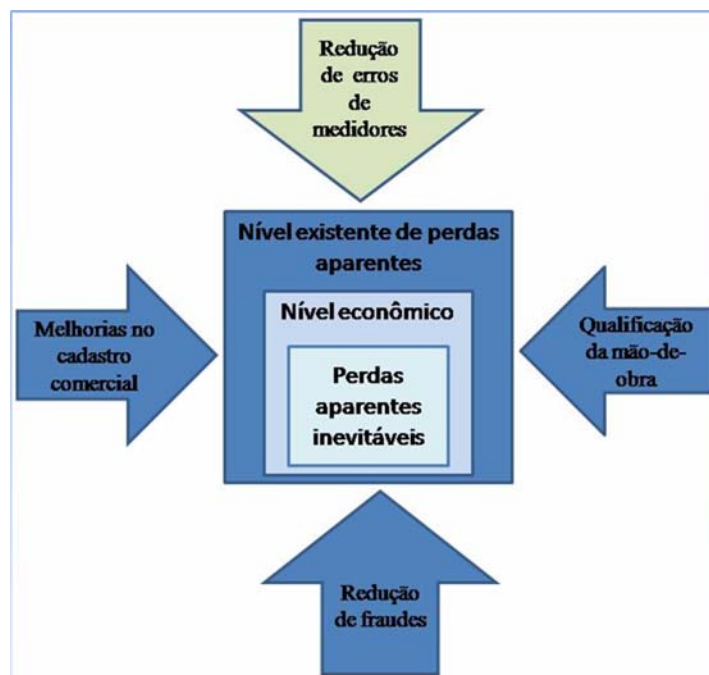 Redução
de erros
de
medidores
Nível existente de perdas
aparentes
Melhorias no
cadastro
comercial
Nível econômico
Perdas
aparentes
inevitáveis
Qualificação
da mão-de-
obra
Redução
de fraudes